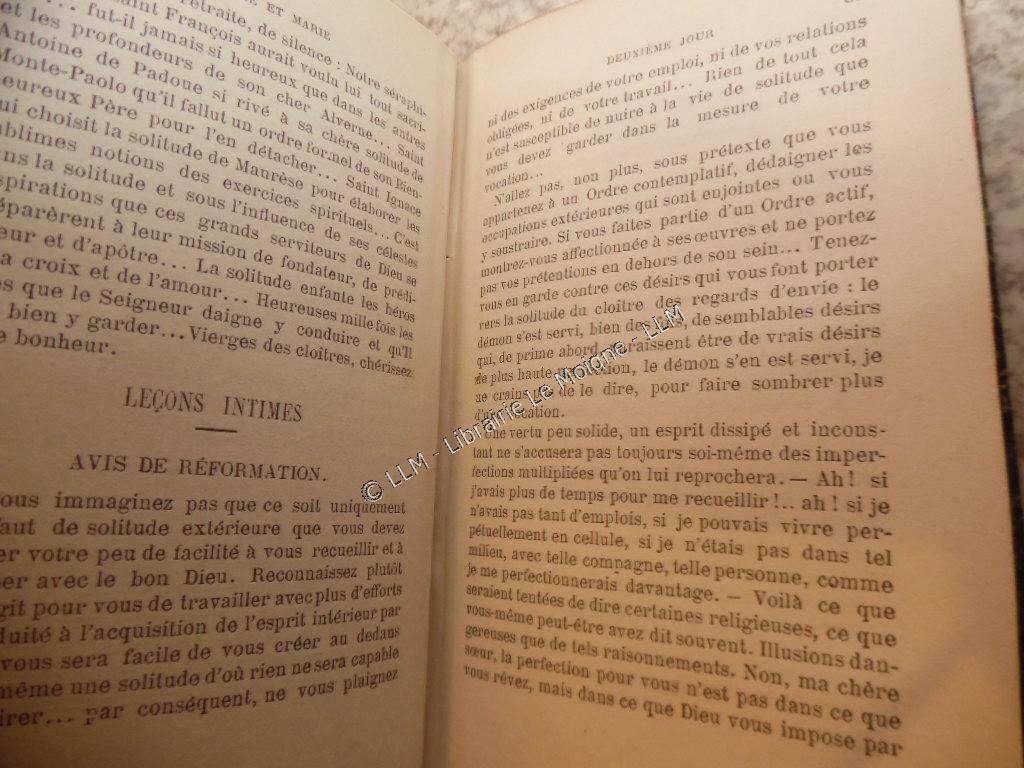 ET MARIE
retraite, de silence : Notre séraphi-
Saint François aurait voulu lui tout sacri-
... fut-il jamais si heureux que dans les antres
et les profondeurs de son cher Alverne... Saint
Antoine de Padoue si rivé à sa chère solitude de
Monte-Paolo qu'il fallut un ordre formel de son Bien-
heureux Père pour l'en détacher... Saint Ignace
qui choisit la solitude de Maurèse pour élaborer les
sublimes notions des exercices spirituels... C'est
dans la solitude et sous l'influence de ses célestes
inspirations que ces grands serviteurs de Dieu se
préparèrent à leur mission de fondateur, de prédi-
et d'apôtre... La solitude enfante les héros
la croix et de l'amour... Heureuses mille fois les
que le Seigneur daigne y conduire et qu'Il
bien y garder... Vierges des cloîtres, chérissez
bonheur.
LEÇONS INTIMES
AVIS DE RÉFORMATION.
vous immaginez pas que ce soit uniquement
de solitude extérieure que vous devez
votre peu de facilité à vous recueillir et à
avec le bon Dieu. Reconnaissez plutôt
pour vous de travailler avec plus d'efforts
à l'acquisition de l'esprit intérieur par
vous sera facile de vous créer au dedans
même une solitude d'où rien ne sera capable
... par conséquent, ne vous plaignez
DEUXIÈME JOUR
ni des exigences de votre emploi, ni de vos relations
obligées, ni de votre travail... Rien de tout cela
n'est susceptible de nuire à la vie de solitude que
vous devez garder dans la mesure de votre
vocation...
N'allez pas, non plus, sous prétexte que vous
appartenez à un Ordre contemplatif, dédaigner les
occupations extérieures qui sont enjointes ou vous
y soustraire. Si vous faites partie d'un Ordre actif,
montrez-vous affectionnée à ses œuvres et ne portez
pas vos prétentions en dehors de son sein... Tenez-
vous en garde contre ces désirs qui vous font porter
vers la solitude du cloître des regards d'envie : le
démon s'est servi, bien des fois, de semblables désirs
qui, de prime abord, paraissent être de vrais désirs
de plus haute perfection, le démon s'en est servi, je
ne crains pas de le dire, pour faire sombrer plus
d'une vocation.
Une vertu peu solide, un esprit dissipé et incons-
tant ne s'accusera pas toujours soi-même des imper-
fections multipliées qu'on lui reprochera. — Ah! si
j'avais plus de temps pour me recueillir!.. ah! si je
n'avais pas tant d'emplois, si je pouvais vivre per-
pétuellement en cellule, si je n'étais pas dans tel
milieu, avec telle compagne, telle personne, comme
je me perfectionnerais davantage. — Voilà ce que
seraient tentées de dire certaines religieuses, ce que
vous-même peut-être avez dit souvent. Illusions dan-
gereuses que de tels raisonnements. Non, ma chère
sœur, la perfection pour vous n'est pas dans ce que
vous rêvez, mais dans ce que Dieu vous impose par
© LLM - Librairie Le Moigne - LLM